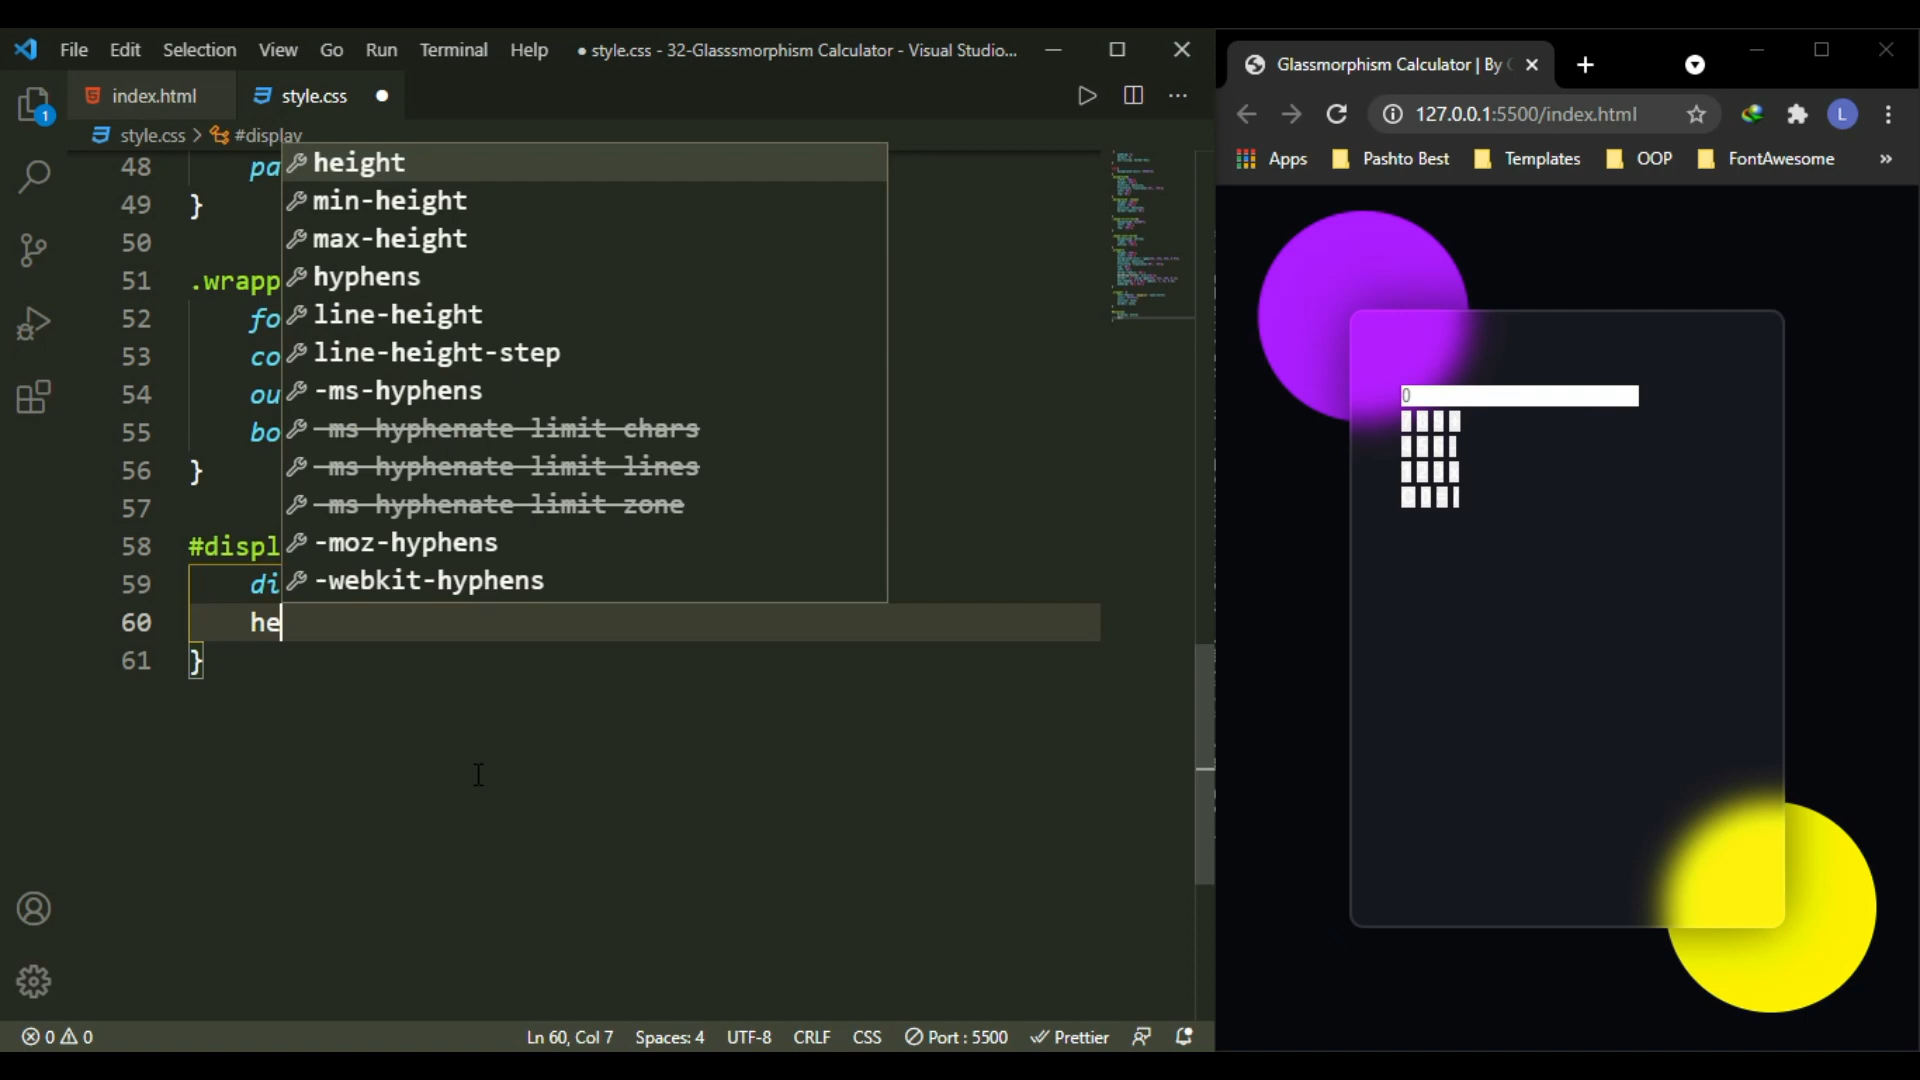 File Edit Selection View Go Run Terminal Help ● style.css - 32-Glasssmorphism Calculator - Visual Studio...
index.html style.css ●
style.css > #display
48 pa
49 }
50
51 .wrapp
52 fo
53 co
54 ou
55 bo
56 }
57
58 #displ
59 di
60 he
61 }
height
min-height
max-height
hyphens
line-height
line-height-step
-ms-hyphens
-ms-hyphenate-limit-chars
-ms-hyphenate-limit-lines
-ms-hyphenate-limit-zone
-moz-hyphens
-webkit-hyphens
1
0 0 Ln 60, Col 7 Spaces: 4 UTF-8 CRLF CSS Port : 5500 Prettier
Glassmorphism Calculator | By
127.0.0.1:5500/index.html L
Apps Pashto Best Templates OOP FontAwesome »
0